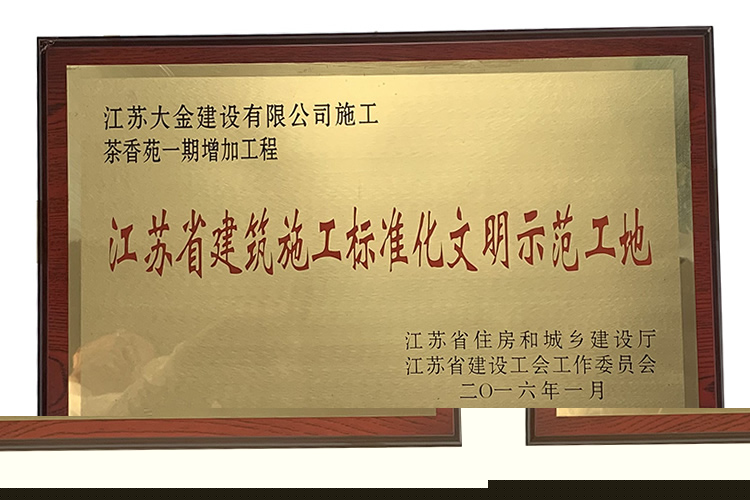 江苏大金建设有限公司施工
茶香苑一期增加工程
江苏省建筑施工标准化文明示范工地
江苏省住房和城乡建设厅
江苏省建设工会工作委员会
二〇一六年一月